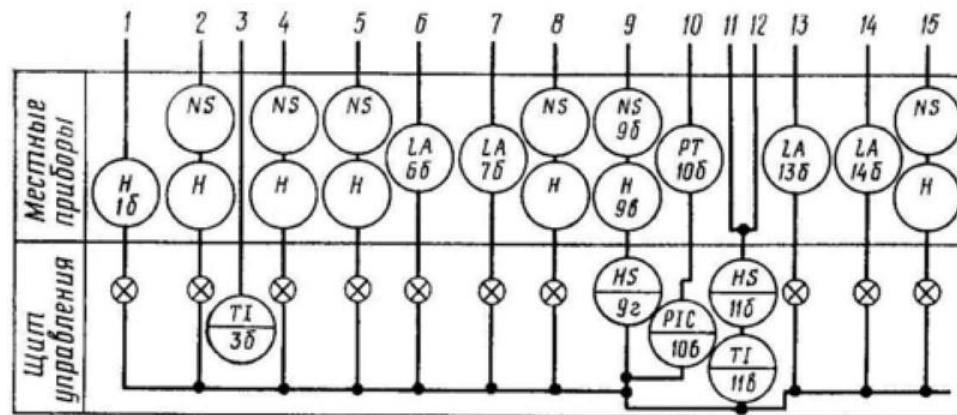 1 2 3 4 5 6 7 8 9 10 11 12 13 14 15
Местные
приборы
NS NS NS NS NS NS
9б
LA LA PT LA LA
6б 7б 10б 13б 14б
H H H H H H H
1б 9в
Щит
управления
HS HS
9г 11б
TI PIC TI
3б 10в 11в